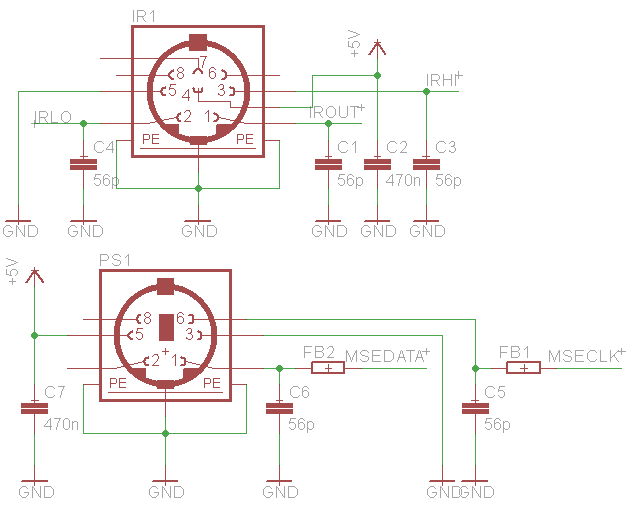 IR1
+5V
7
8 6
IRHI
5 3
4
IRLO
2 1
IROUT
PE PE
C4 C1 C2 C3
56p 56p 470n 56p
GND GND GND GND GND GND
+5V
PS1
8 6
5 3
2 1
FB2 MSEDATA
FB1 MSECLK
PE PE
C7 C6 C5
470n 56p 56p
GND GND GND GND GND